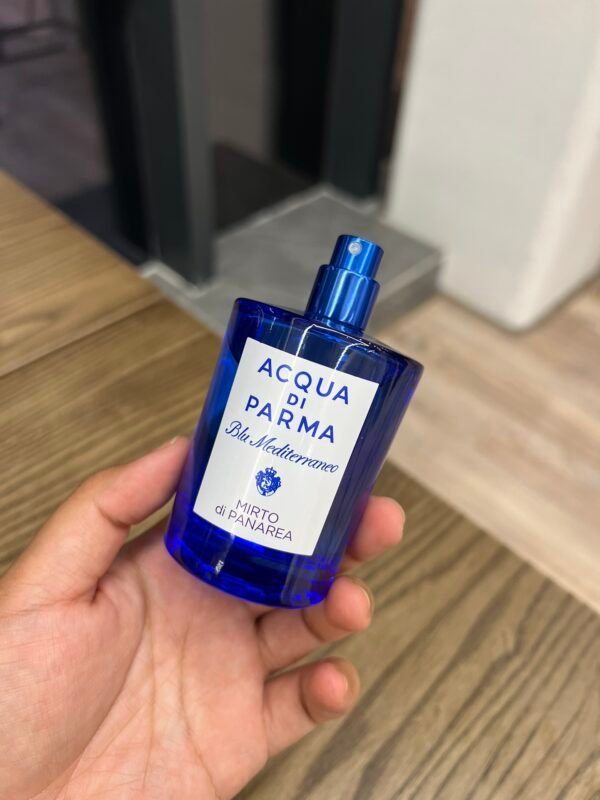 ACQUA
DI
PARMA
Blu Mediterraneo
MIRTO
di PANAREA